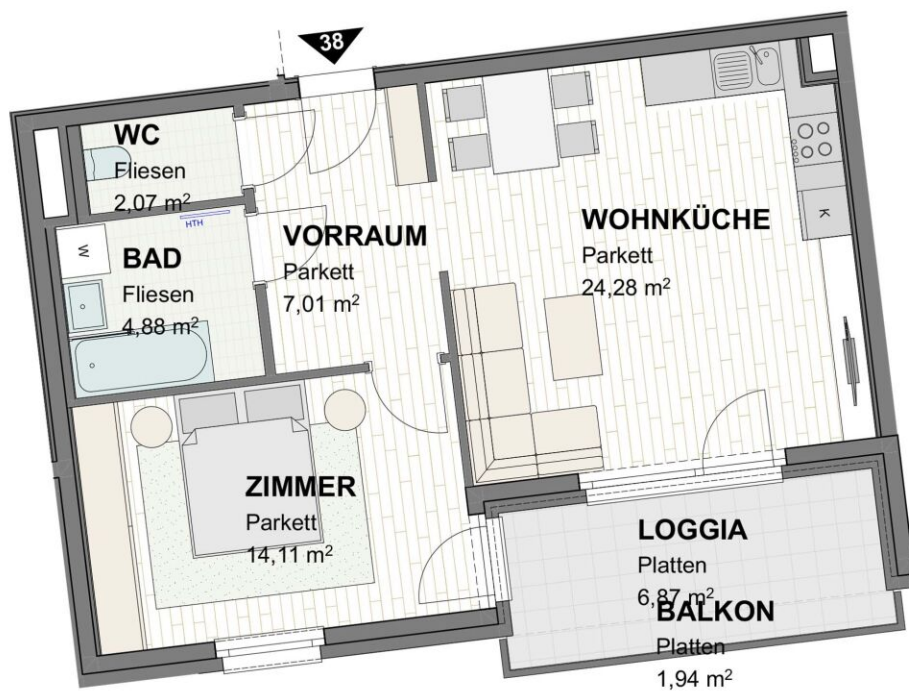 38
WC
Fliesen
2,07 m²
HTH
W
BAD
Fliesen
4,88 m²
VORRAUM
Parkett
7,01 m²
WOHNKÜCHE
Parkett
24,28 m²
K
ZIMMER
Parkett
14,11 m²
LOGGIA
Platten
6,87 m²
BALKON
Platten
1,94 m²